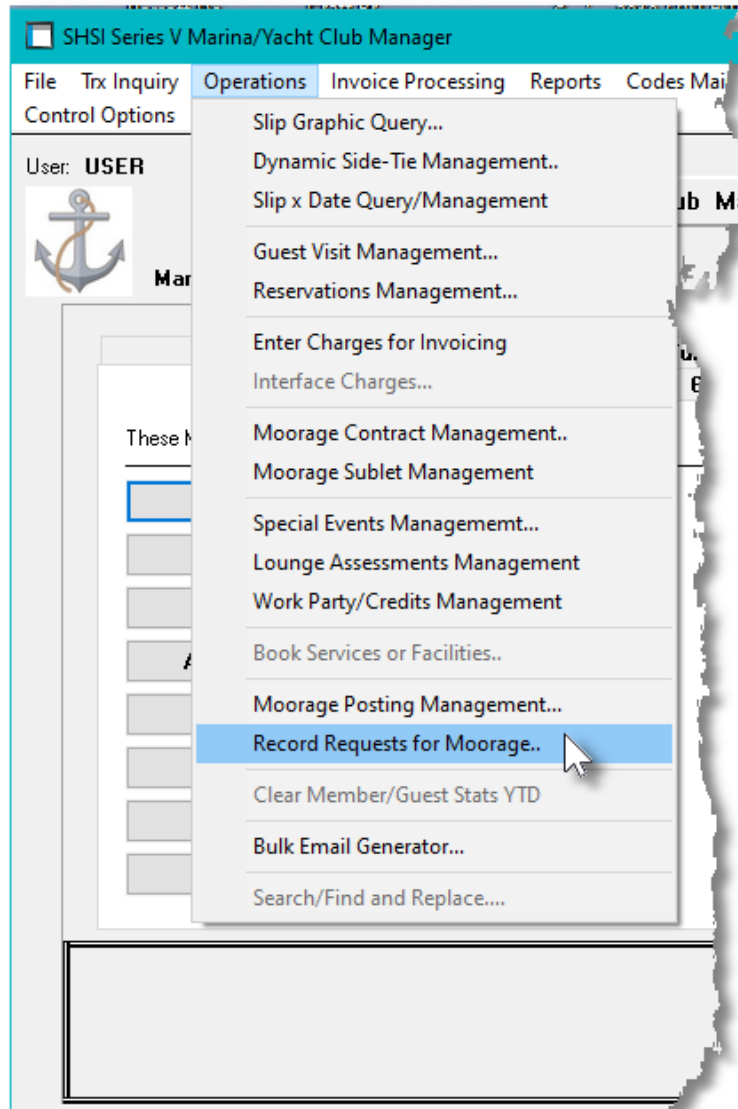 SHSI Series V Marina/Yacht Club Manager
File Trx Inquiry Operations Invoice Processing Reports Codes Mai
Control Options
User: USER
Slip Graphic Query...
Dynamic Side-Tie Management..
Slip x Date Query/Management
ub M
Guest Visit Management...
Mar
Reservations Management...
Enter Charges for Invoicing
Interface Charges...
These M
Moorage Contract Management..
Moorage Sublet Management
Special Events Managememt...
Lounge Assessments Management
Work Party/Credits Management
Book Services or Facilities..
Moorage Posting Management...
Record Requests for Moorage..
Clear Member/Guest Stats YTD
Bulk Email Generator...
Search/Find and Replace....